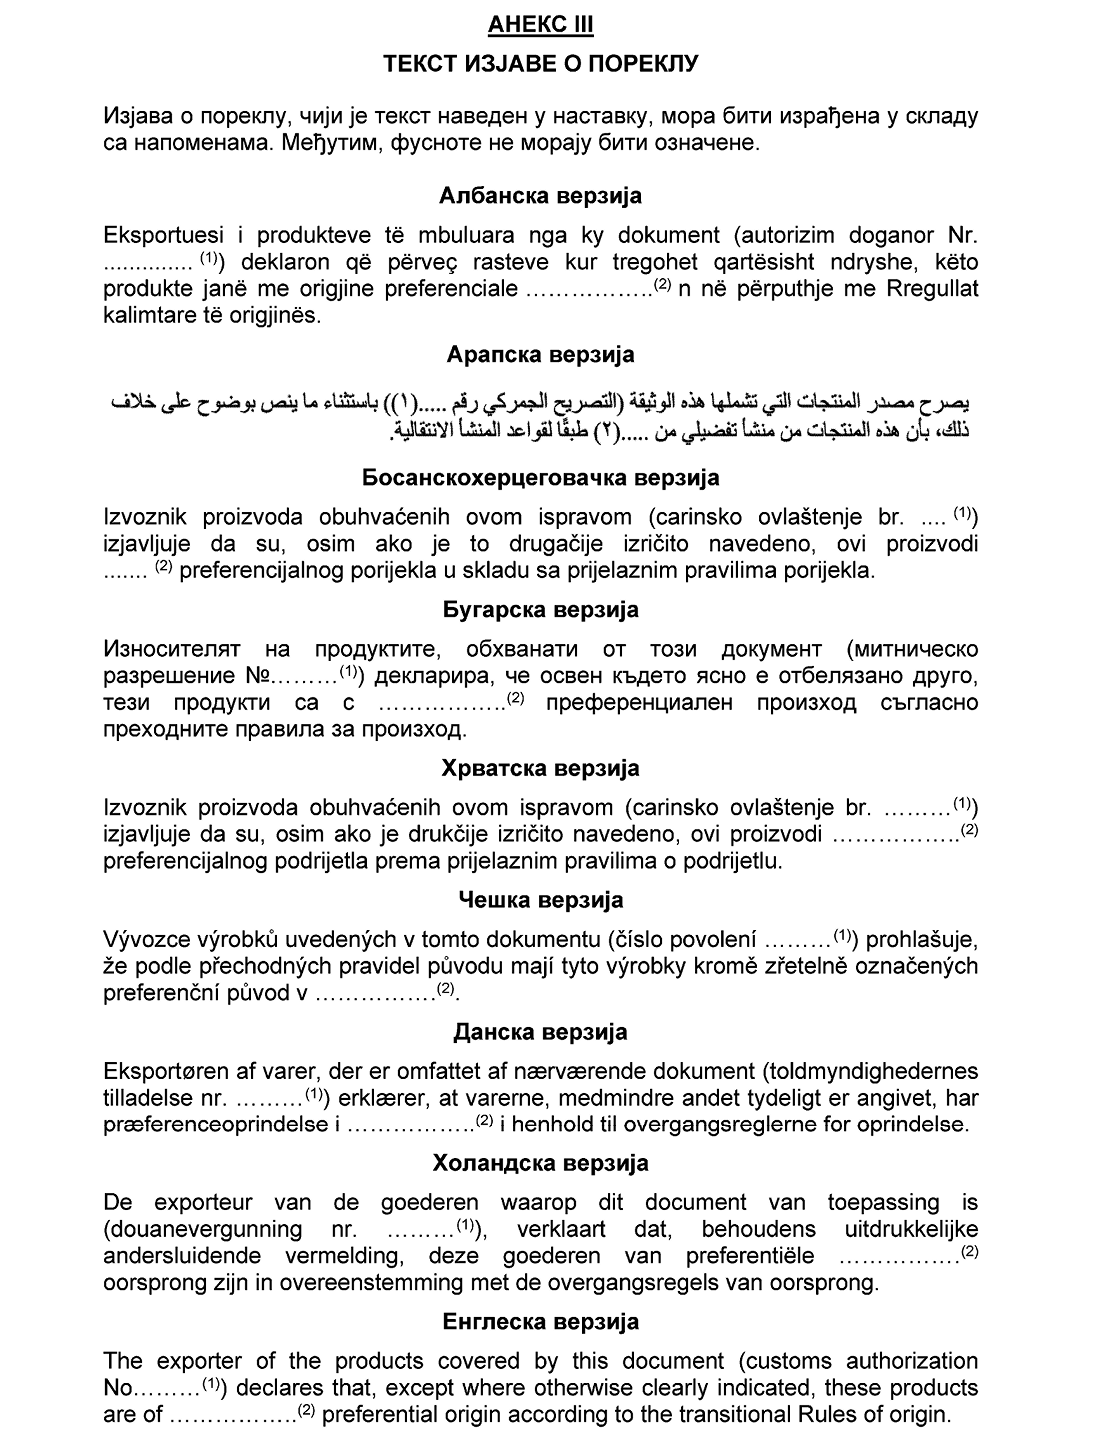 АНЕКС III
ТЕКСТ ИЗЈАВЕ О ПОРЕКЛУ
Изјава о пореклу, чији је текст наведен у наставку, мора бити израђена у складу
са напоменама. Међутим, фусноте не морају бити означене.
Албанска верзија
Eksportuesi i produkteve të mbuluara nga ky dokument (autorizim doganor Nr.
.............. (1)) deklaron që përveç rasteve kur tregohet qartësisht ndryshe, këto
produkte janë me origjine preferenciale ……………..(2) n në përputhje me Rregullat
kalimtare të origjinës.
Арапска верзија
يصرح مصدر المنتجات التي تشملها هذه الوثيقة (التصريح الجمركي رقم .....(١)) باستثناء ما ينص بوضوح على خلاف
ذلك، بأن هذه المنتجات من منشأ تفضيلي من .....(٢) طبقًا لقواعد المنشأ الانتقالية.
Босанскохерцеговачка верзија
Izvoznik proizvoda obuhvaćenih ovom ispravom (carinsko ovlaštenje br. .... (1))
izjavljuje da su, osim ako je to drugačije izričito navedeno, ovi proizvodi
....... (2) preferencijalnog porijekla u skladu sa prijelaznim pravilima porijekla.
Бугарска верзија
Износителят на продуктите, обхванати от този документ (митническо
разрешение №………(1)) декларира, че освен където ясно е отбелязано друго,
тези продукти са с ……………..(2) преференциален произход съгласно
преходните правила за произход.
Хрватска верзија
Izvoznik proizvoda obuhvaćenih ovom ispravom (carinsko ovlaštenje br. ………(1))
izjavljuje da su, osim ako je drukčije izričito navedeno, ovi proizvodi ……………..(2)
preferencijalnog podrijetla prema prijelaznim pravilima o podrijetlu.
Чешка верзија
Vývozce výrobků uvedených v tomto dokumentu (číslo povolení ………(1)) prohlašuje,
že podle přechodných pravidel původu mají tyto výrobky kromě zřetelně označených
preferenční původ v …………….(2).
Данска верзија
Eksportøren af varer, der er omfattet af nærværende dokument (toldmyndighedernes
tilladelse nr. ………(1)) erklærer, at varerne, medmindre andet tydeligt er angivet, har
præferenceoprindelse i ……………..(2) i henhold til overgangsreglerne for oprindelse.
Холандска верзија
De exporteur van de goederen waarop dit document van toepassing is
(douanevergunning nr. ………(1)), verklaart dat, behoudens uitdrukkelijke
andersluidende vermelding, deze goederen van preferentiële …………….(2)
oorsprong zijn in overeenstemming met de overgangsregels van oorsprong.
Енглеска верзија
The exporter of the products covered by this document (customs authorization
No………(1)) declares that, except where otherwise clearly indicated, these products
are of ……………..(2) preferential origin according to the transitional Rules of origin.